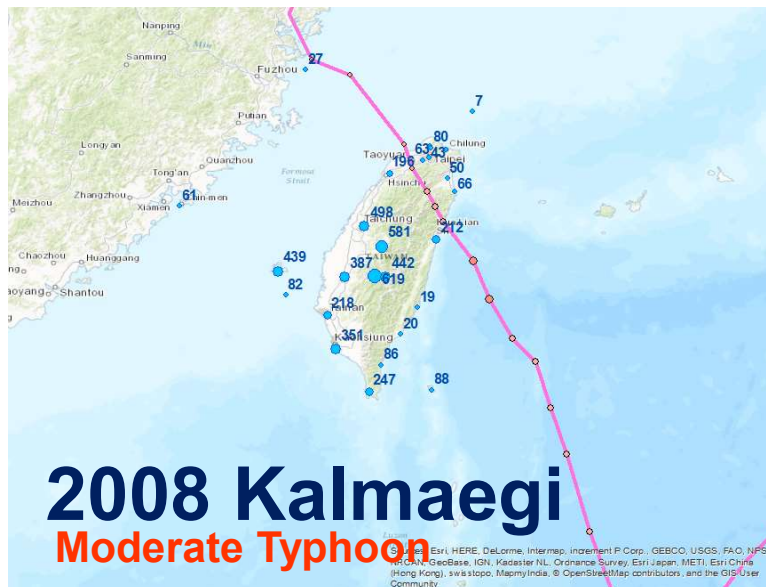 Nanping
Min
Sanming
Fuzhou
27
7
Putian
Longyan
80
Chilung
63
43
Taoyuan
Taipei
Quanzhou
Formosa
Strait
196
50
Tong'an
Hsinchu
66
Zhangzhou
61
Meizhou
Xiamen
498
Taichung
212
581
Chaozhou
Huanggang
439
387
442
TAIWAN
619
82
Shantou
218
19
Tainan
20
351
Kaohsiung
86
247
88
2008 Kalmaegi
Luzon
Moderate Typhoon
Sources: Esri, HERE, DeLorme, Intermap, increment P Corp., GEBCO, USGS, FAO, NPS,
NRCAN, GeoBase, IGN, Kadaster NL, Ordnance Survey, Esri Japan, METI, Esri China
(Hong Kong), swisstopo, MapmyIndia, © OpenStreetMap contributors, and the GIS User
Community